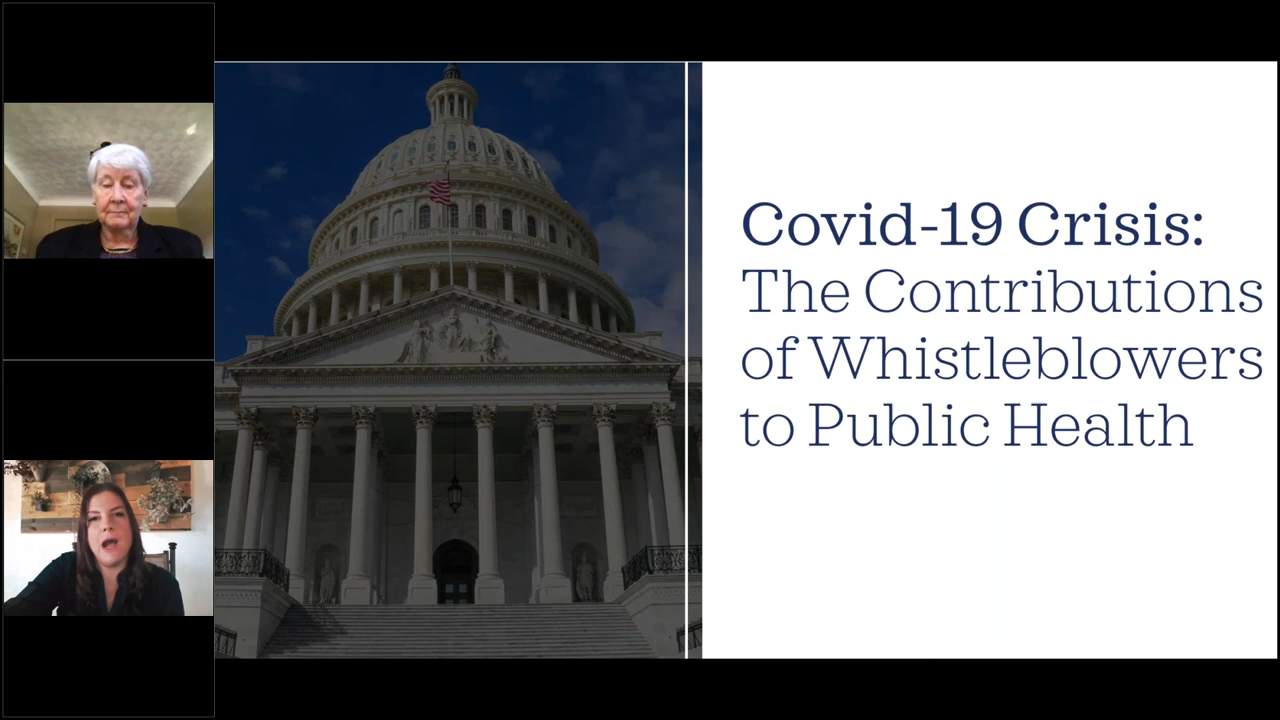 Covid-19 Crisis:
The Contributions
of Whistleblowers
to Public Health